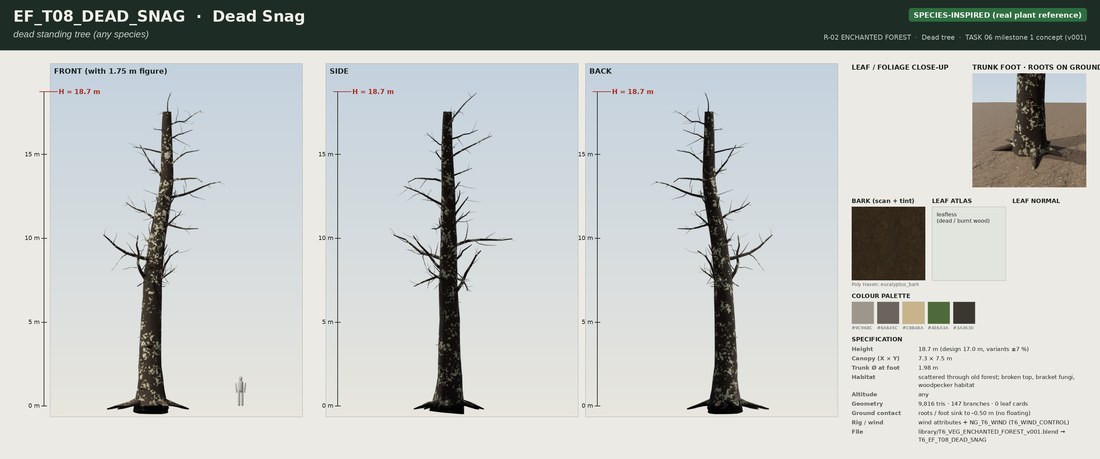 EF_T08_DEAD_SNAG · Dead Snag
dead standing tree (any species)
SPECIES-INSPIRED (real plant reference)
R-02 ENCHANTED FOREST · Dead tree · TASK 06 milestone 1 concept (v001)
FRONT (with 1.75 m figure)
H = 18.7 m
15 m
10 m
5 m
0 m
SIDE
H = 18.7 m
15 m
10 m
5 m
0 m
BACK
H = 18.7 m
15 m
10 m
5 m
0 m
LEAF / FOLIAGE CLOSE-UP
TRUNK FOOT · ROOTS ON GROUND
BARK (scan + tint)
LEAF ATLAS
LEAF NORMAL
leafless
(dead / burnt wood)
Poly Haven: eucalyptus_bark
COLOUR PALETTE
SPECIFICATION
Height 18.7 m (design 17.0 m, variants ±7 %)
Canopy (X × Y) 7.3 × 7.5 m
Trunk Ø at foot 1.98 m
Habitat scattered through old forest; broken top, bracket fungi,
woodpecker habitat
Altitude any
Geometry 9,816 tris · 147 branches · 0 leaf cards
Ground contact roots / foot sink to -0.50 m (no floating)
Rig / wind wind attributes + NG_T6_WIND (T6_WIND_CONTROL)
File library/T6_VEG_ENCHANTED_FOREST_v001.blend →
T6_EF_T08_DEAD_SNAG